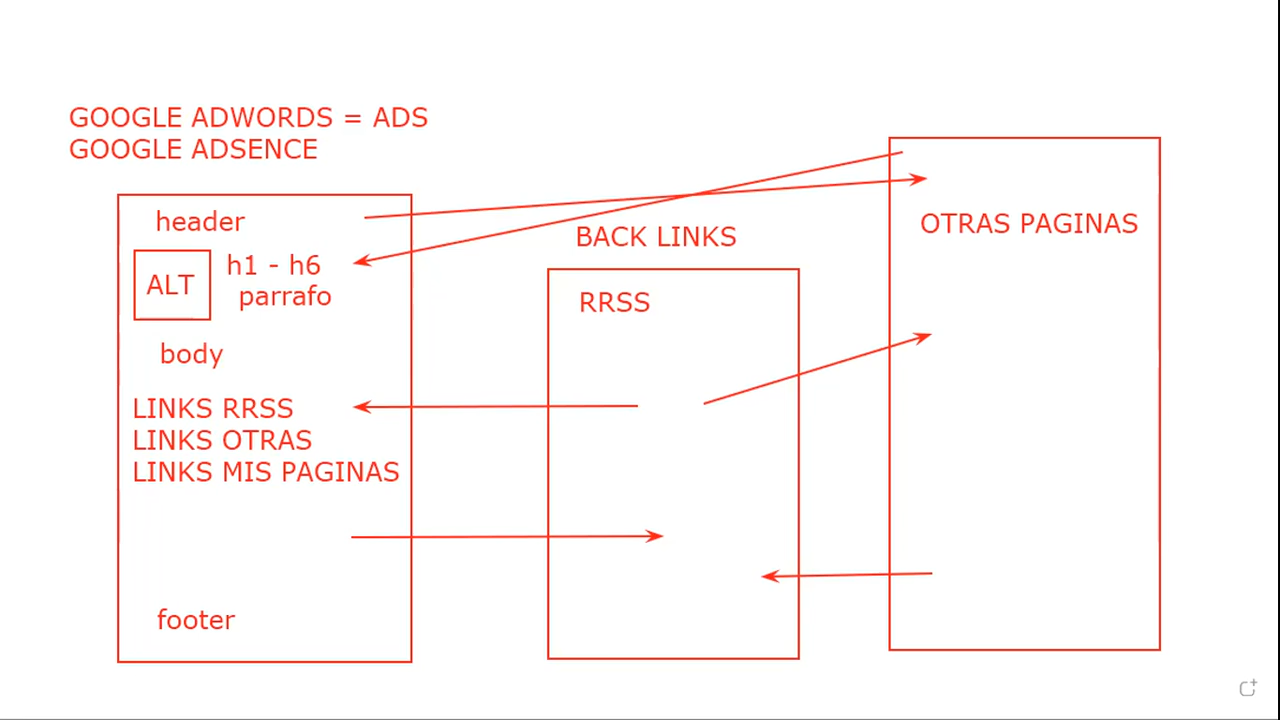 GOOGLE ADWORDS = ADS
GOOGLE ADSENCE
header
ALT
h1 - h6
parrafo
body
LINKS RRSS
LINKS OTRAS
LINKS MIS PAGINAS
footer
BACK LINKS
RRSS
OTRAS PAGINAS